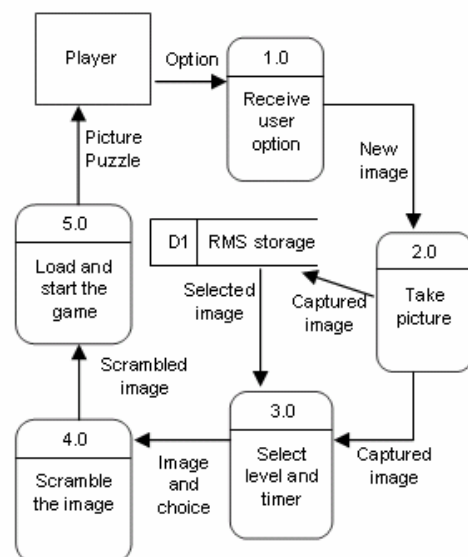 Player
Option
1.0
Receive
user
option
Picture
Puzzle
New
image
5.0
Load and
start the
game
D1 RMS storage
2.0
Take
picture
Selected
image
Captured
image
Scrambled
image
3.0
Select
level and
timer
4.0
Scramble
the image
Image
and
choice
Captured
image